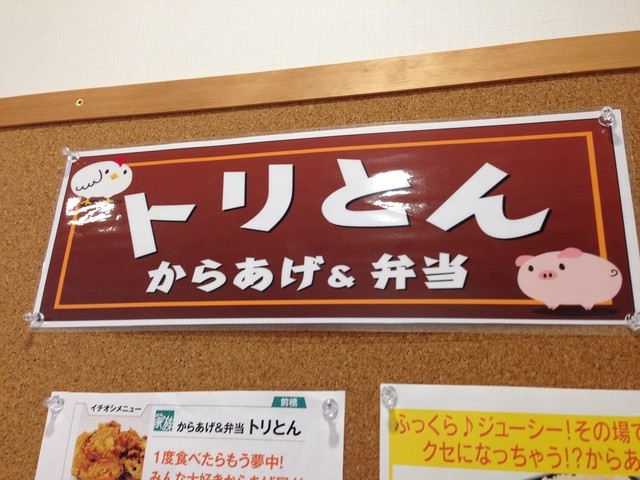 トリとん
からあげ&弁当
イチオシメニュー
前橋
家族
からあげ&弁当 トリとん
1度食べたらもう夢中!
ふっくら♪ジューシー!その場で
クセになっちゃう!?からあ